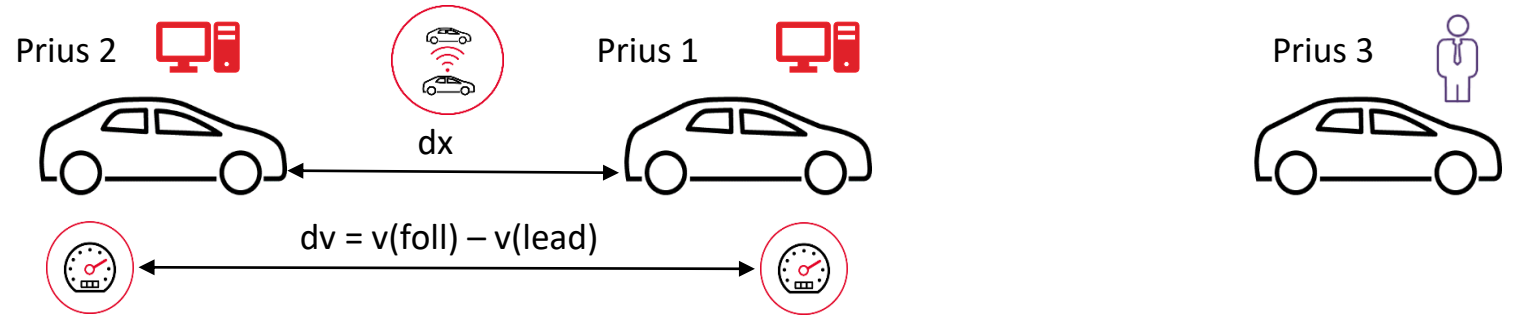 Prius 2
Prius 1
Prius 3
dx
dv = v(foll) – v(lead)